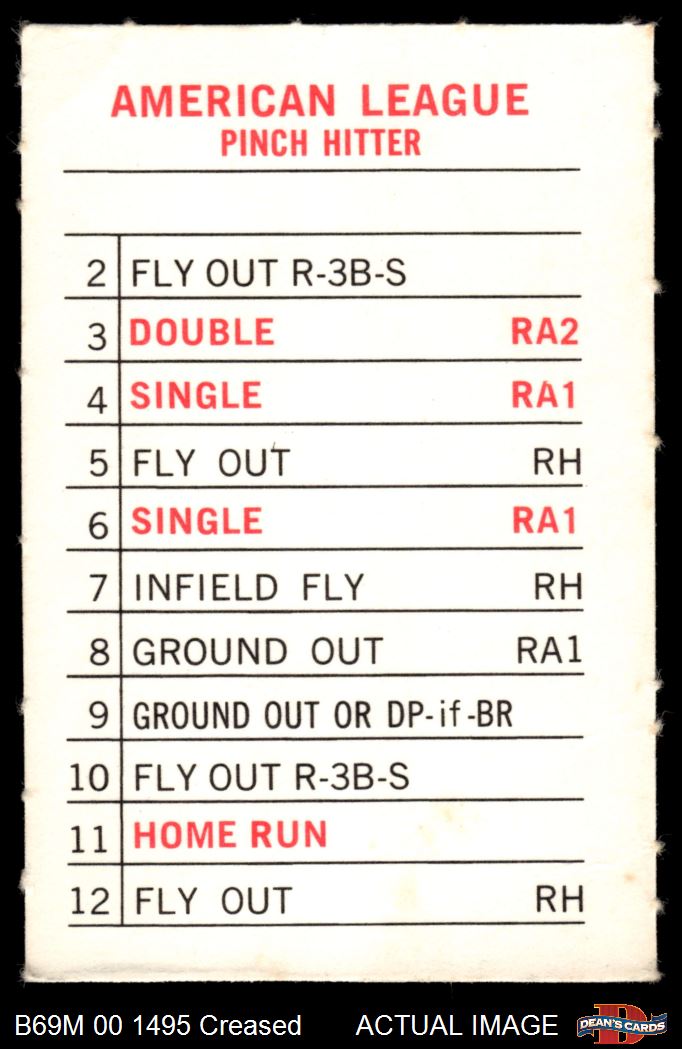 AMERICAN LEAGUE
PINCH HITTER
2 FLY OUT R-3B-S
3 DOUBLE RA2
4 SINGLE RA1
5 FLY OUT RH
6 SINGLE RA1
7 INFIELD FLY RH
8 GROUND OUT RA1
9 GROUND OUT OR DP-if-BR
10 FLY OUT R-3B-S
11 HOME RUN
12 FLY OUT RH
B69M 00 1495 Creased ACTUAL IMAGE
D
DEAN'S CARDS